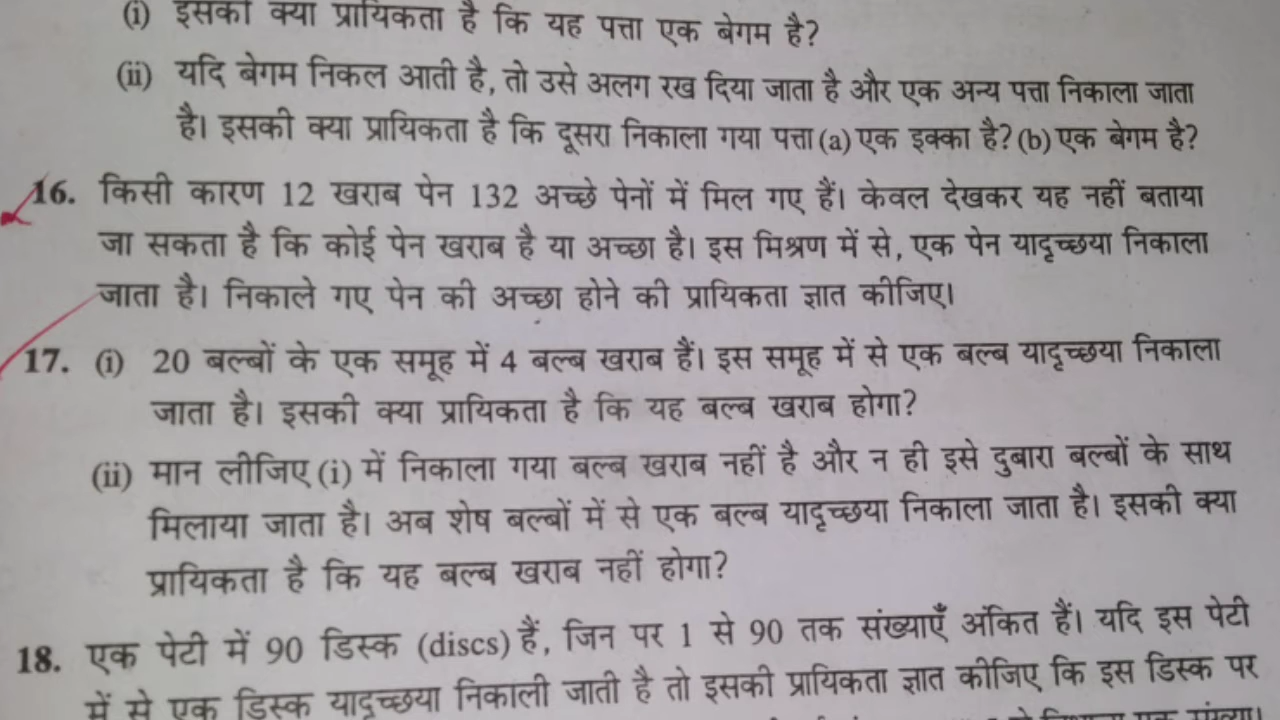 (i) इसकी क्या प्रायिकता है कि यह पत्ता एक बेगम है?
(ii) यदि बेगम निकल आती है, तो उसे अलग रख दिया जाता है और एक अन्य पत्ता निकाला जाता
है। इसकी क्या प्रायिकता है कि दूसरा निकाला गया पत्ता (a) एक इक्का है? (b) एक बेगम है?
16. किसी कारण 12 खराब पेन 132 अच्छे पेनों में मिल गए हैं। केवल देखकर यह नहीं बताया
जा सकता है कि कोई पेन खराब है या अच्छा है। इस मिश्रण में से, एक पेन यादृच्छया निकाला
जाता है। निकाले गए पेन की अच्छा होने की प्रायिकता ज्ञात कीजिए।
17. (i) 20 बल्बों के एक समूह में 4 बल्ब खराब हैं। इस समूह में से एक बल्ब यादृच्छया निकाला
जाता है। इसकी क्या प्रायिकता है कि यह बल्ब खराब होगा?
(ii) मान लीजिए (i) में निकाला गया बल्ब खराब नहीं है और न ही इसे दुबारा बल्बों के साथ
मिलाया जाता है। अब शेष बल्बों में से एक बल्ब यादृच्छया निकाला जाता है। इसकी क्या
प्रायिकता है कि यह बल्ब खराब नहीं होगा?
18. एक पेटी में 90 डिस्क (discs) हैं, जिन पर 1 से 90 तक संख्याएँ अंकित हैं। यदि इस पेटी
में से एक डिस्क यादृच्छया निकाली जाती है तो इसकी प्रायिकता ज्ञात कीजिए कि इस डिस्क पर